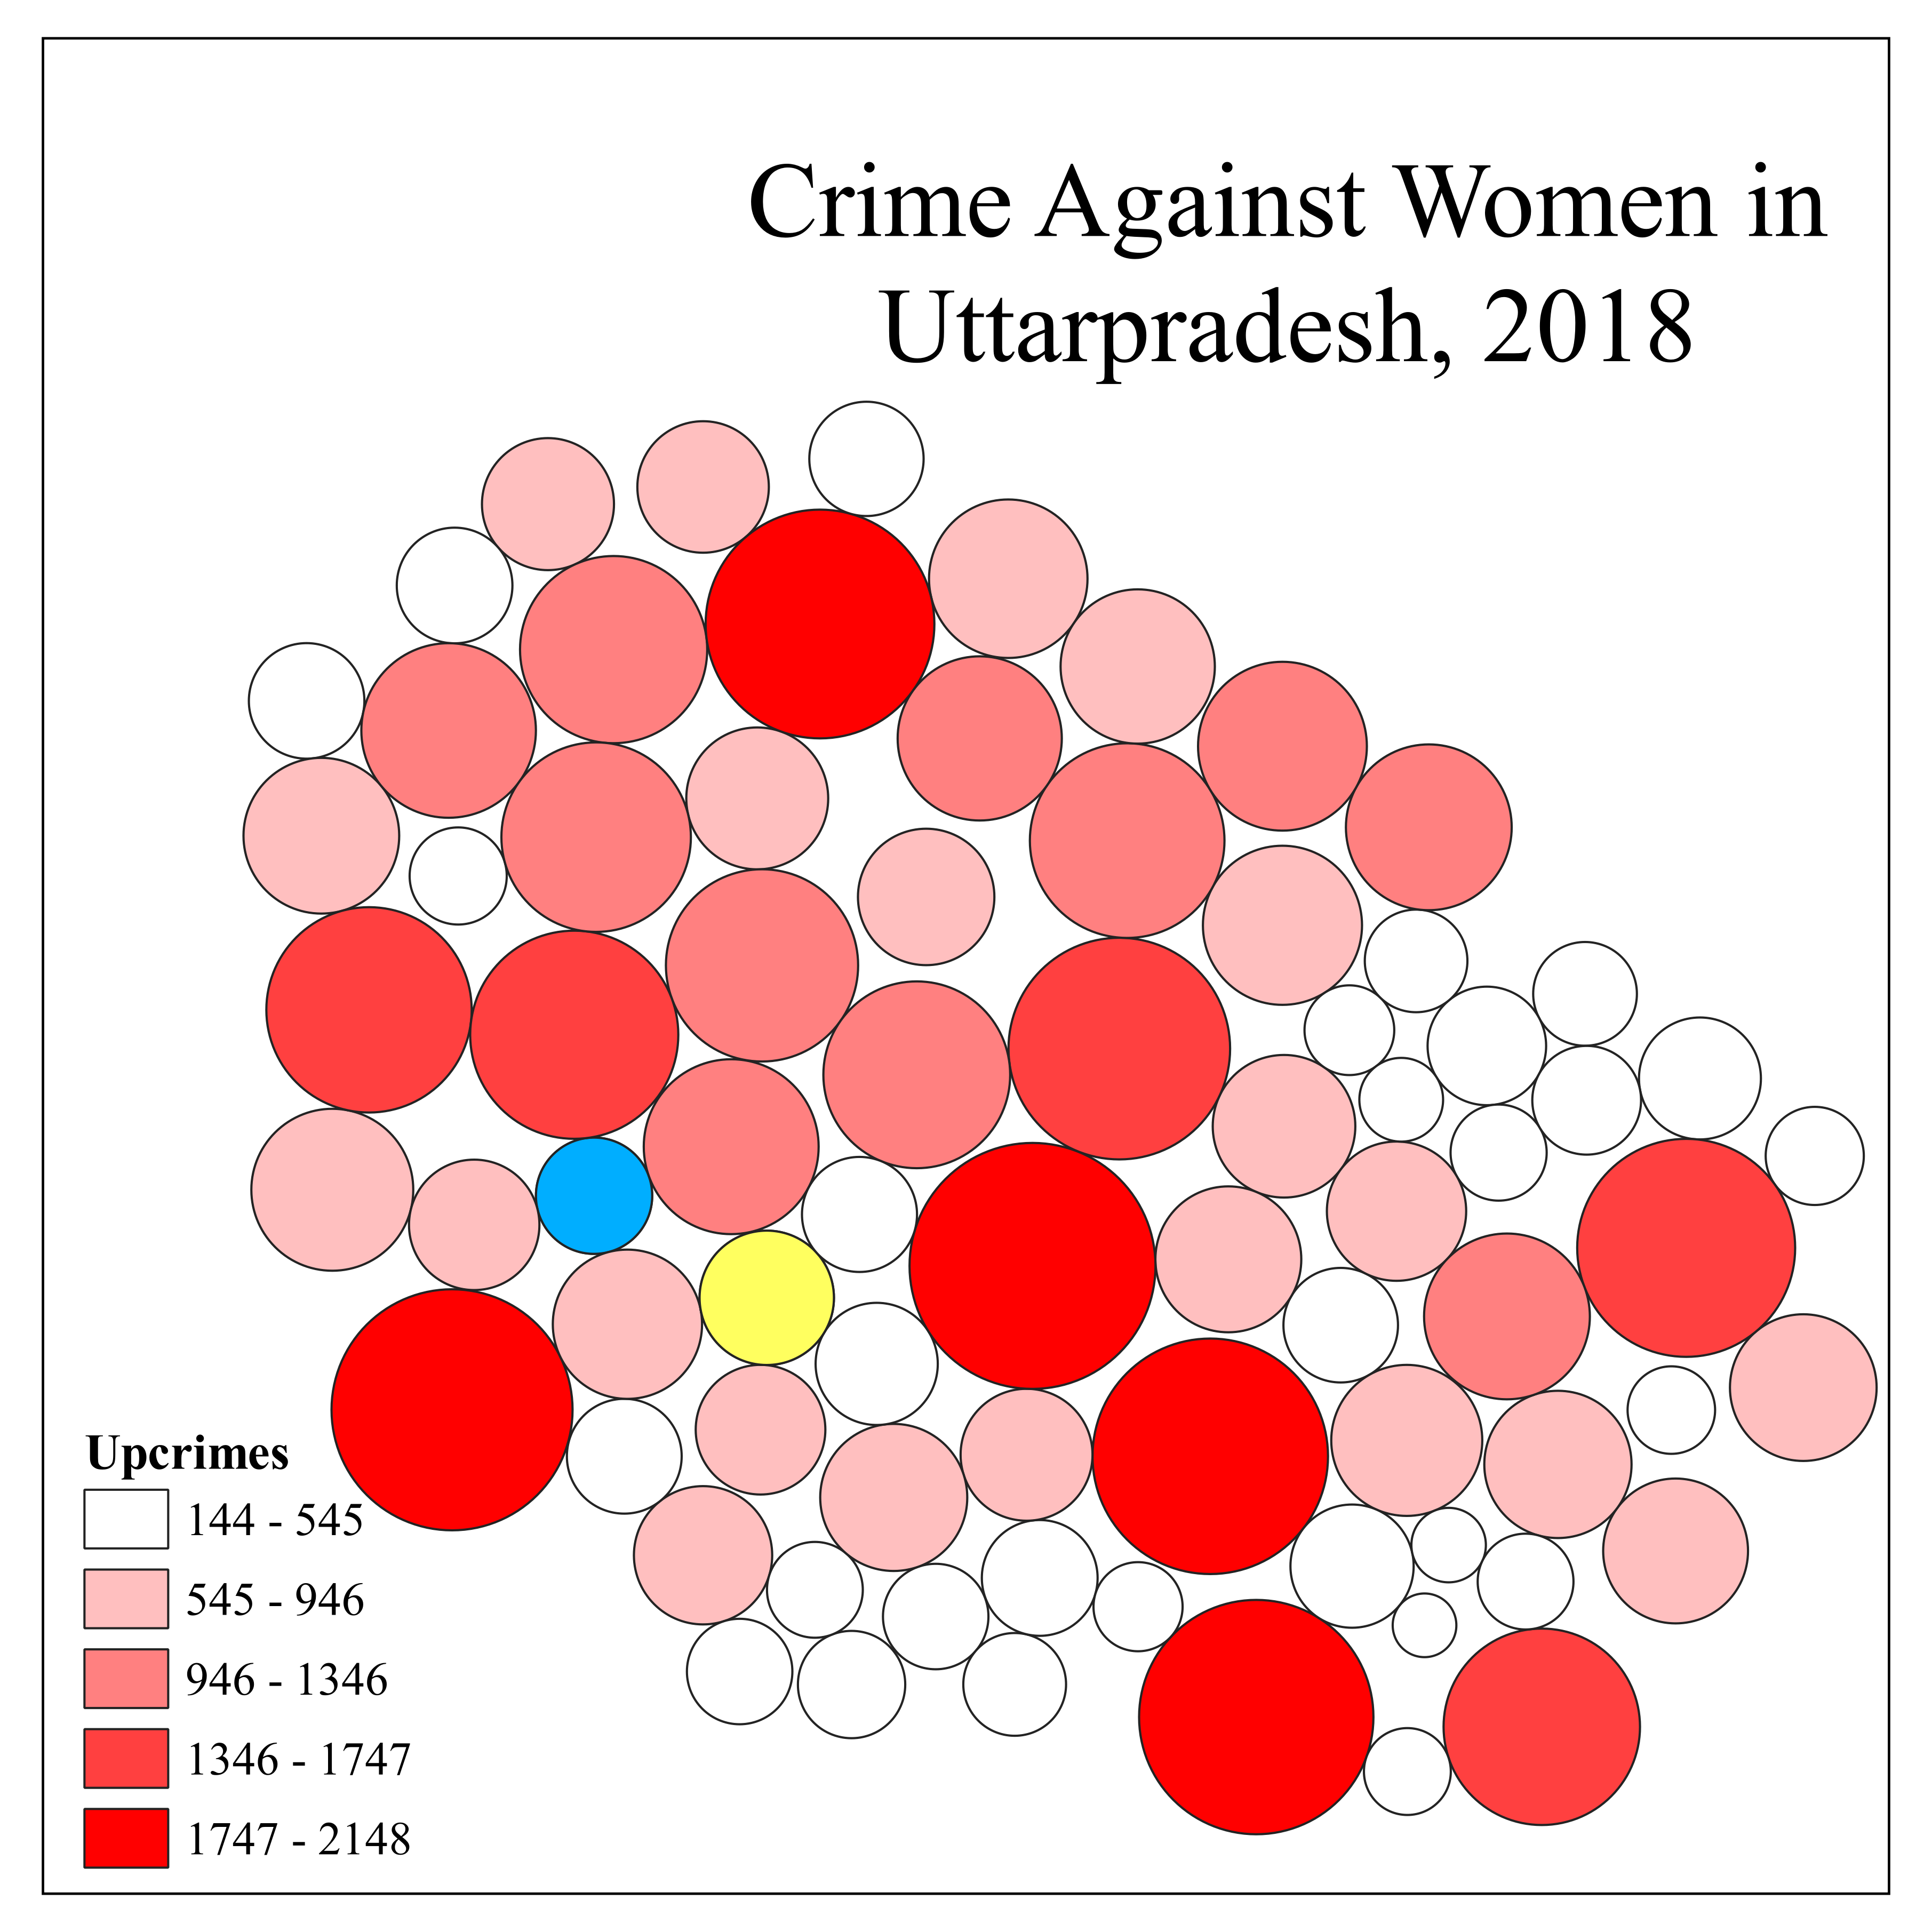 Crime Against Women in
Uttarpradesh, 2018
Upcrimes
144 - 545
545 - 946
946 - 1346
1346 - 1747
1747 - 2148